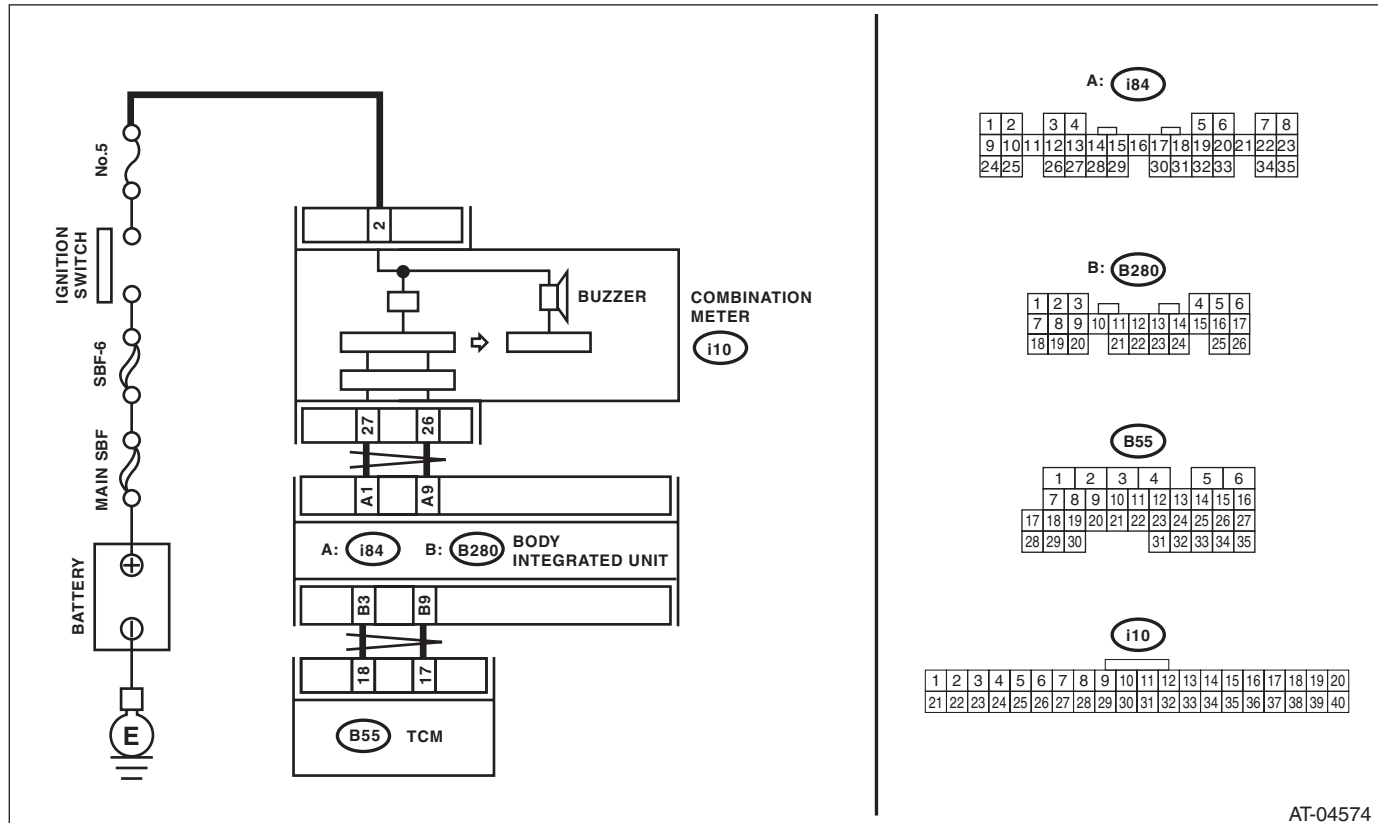 No.5
IGNITION
SWITCH
SBF-6
MAIN SBF
BATTERY
E
2
BUZZER
COMBINATION
METER
i10
27 26
A1 A9
A: i84 B: B280 BODY
INTEGRATED UNIT
B3 B9
18 17
B55 TCM
A: i84
1 2 3 4 5 6 7 8
9 10 11 12 13 14 15 16 17 18 19 20 21 22 23
24 25 26 27 28 29 30 31 32 33 34 35
B: B280
1 2 3 4 5 6
7 8 9 10 11 12 13 14 15 16 17
18 19 20 21 22 23 24 25 26
B55
1 2 3 4 5 6
7 8 9 10 11 12 13 14 15 16
17 18 19 20 21 22 23 24 25 26 27
28 29 30 31 32 33 34 35
i10
1 2 3 4 5 6 7 8 9 10 11 12 13 14 15 16 17 18 19 20
21 22 23 24 25 26 27 28 29 30 31 32 33 34 35 36 37 38 39 40
AT-04574